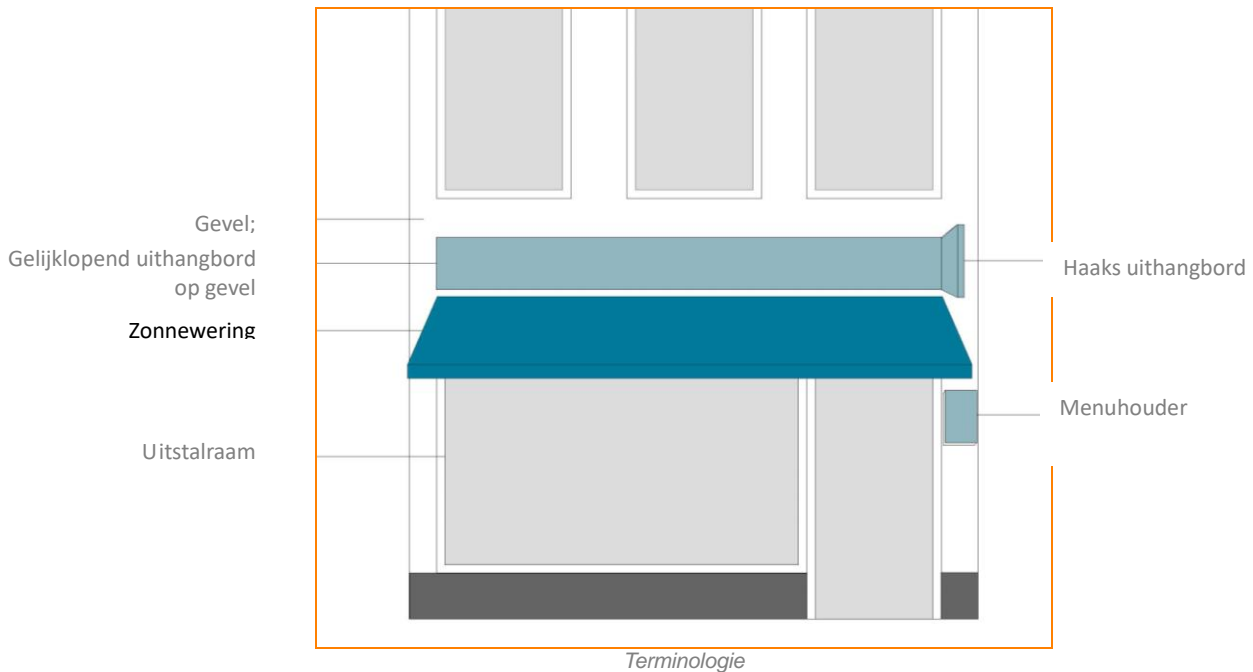 Gevel;
Gelijklopend uithangbord
op gevel
Zonnewering
Uitstalraam
Haaks uithangbord
Menuhouder
Terminologie